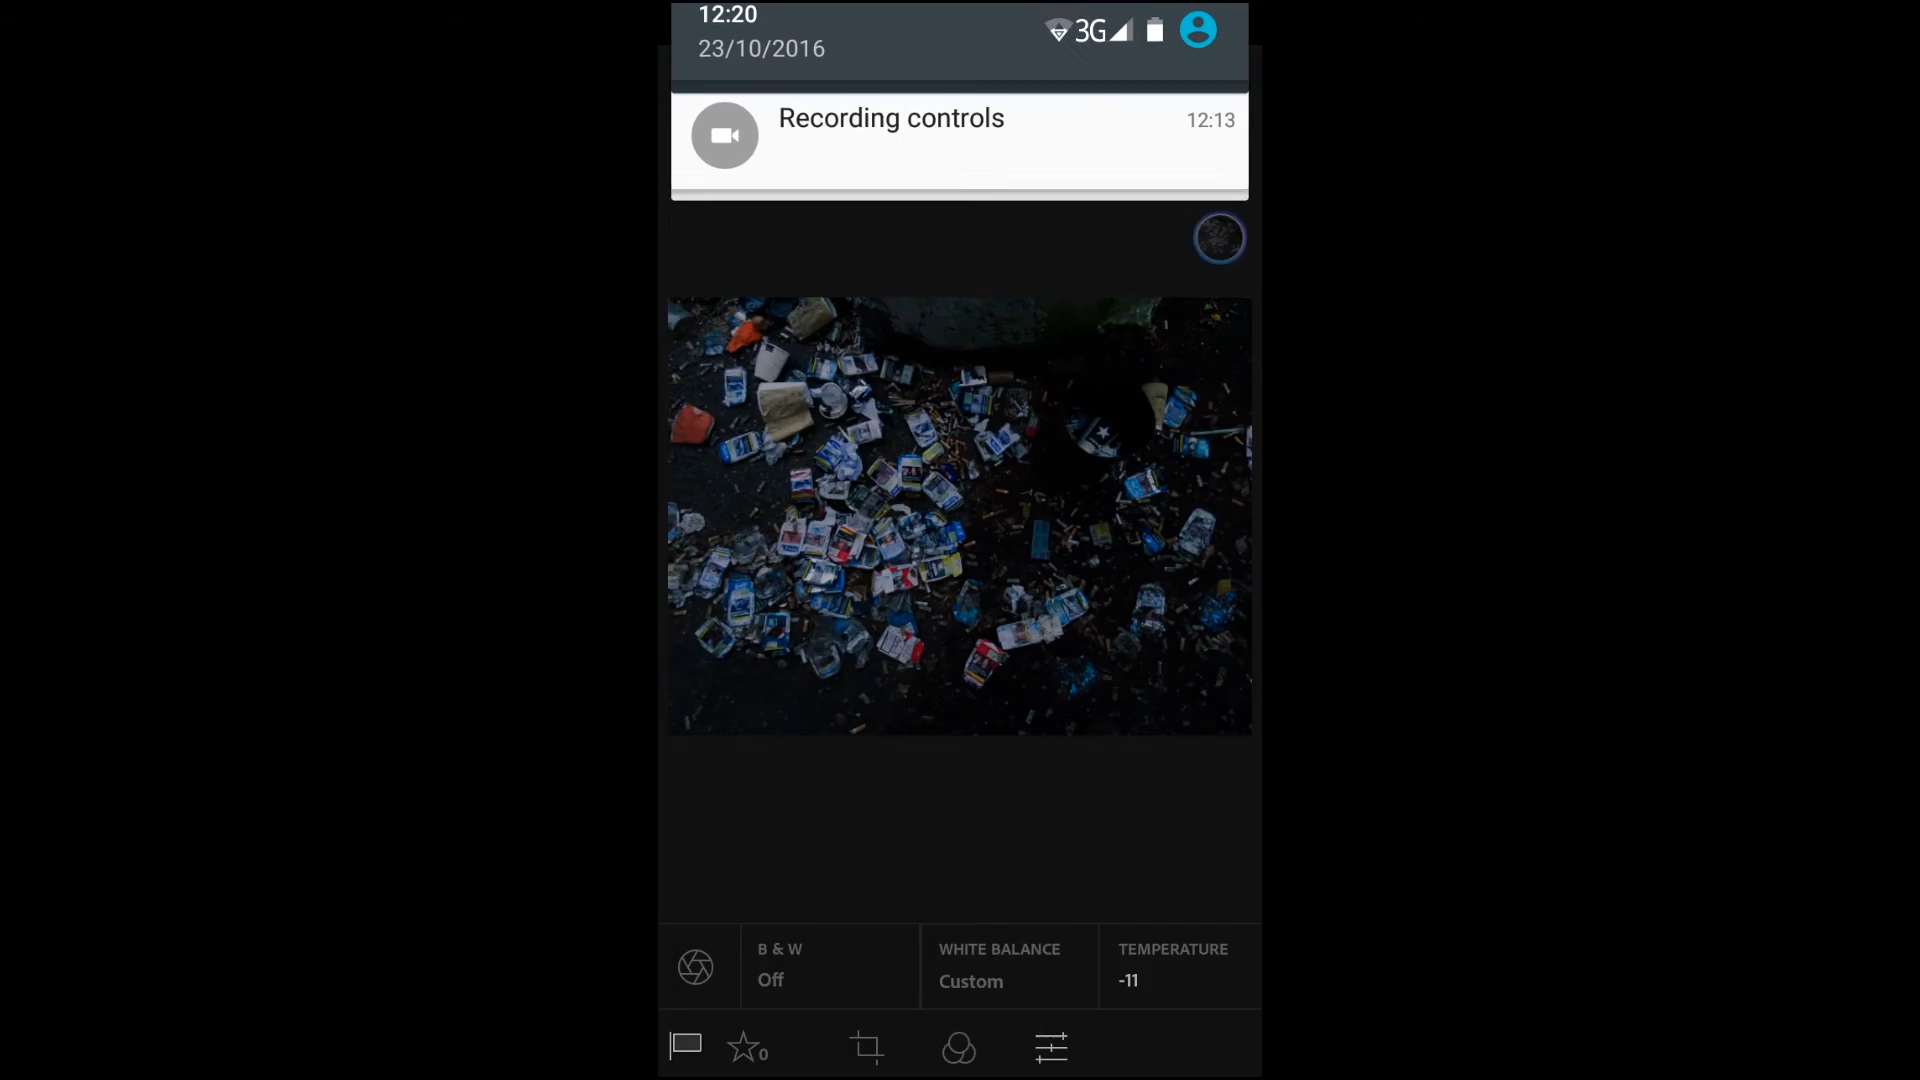 12:20
3G
23/10/2016
Recording controls
12:13
B & W
Off
WHITE BALANCE
Custom
TEMPERATURE
-11
0